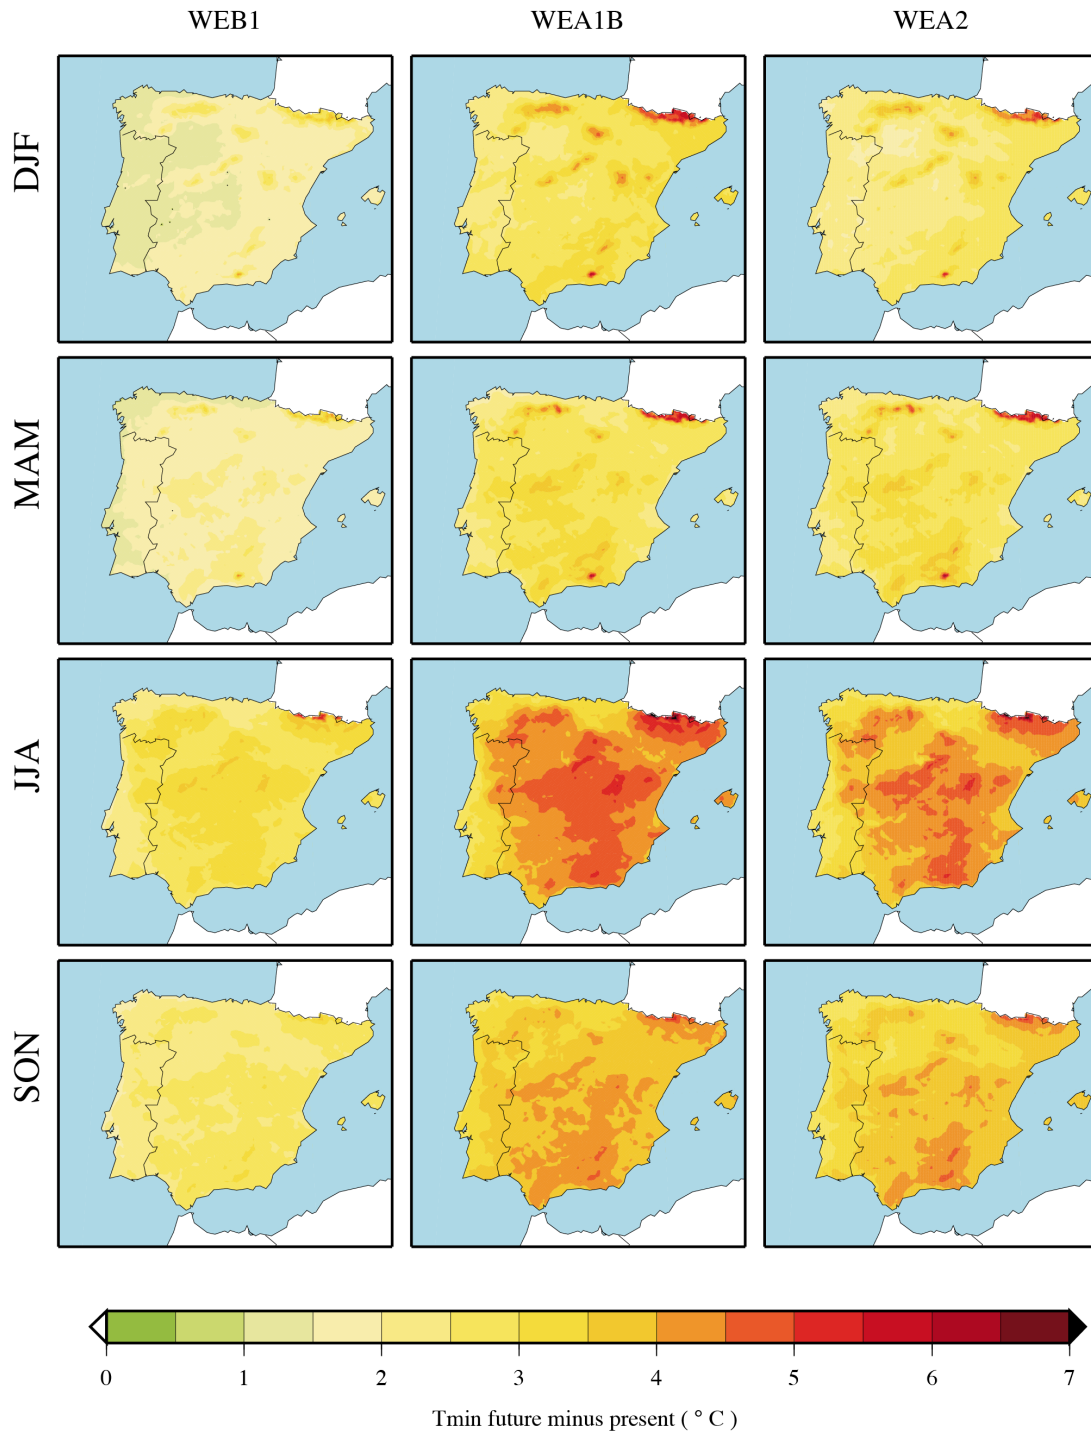 WEB1 WEA1B WEA2
DJF
MAM
JJA
SON
0 1 2 3 4 5 6 7
Tmin future minus present ( ° C )